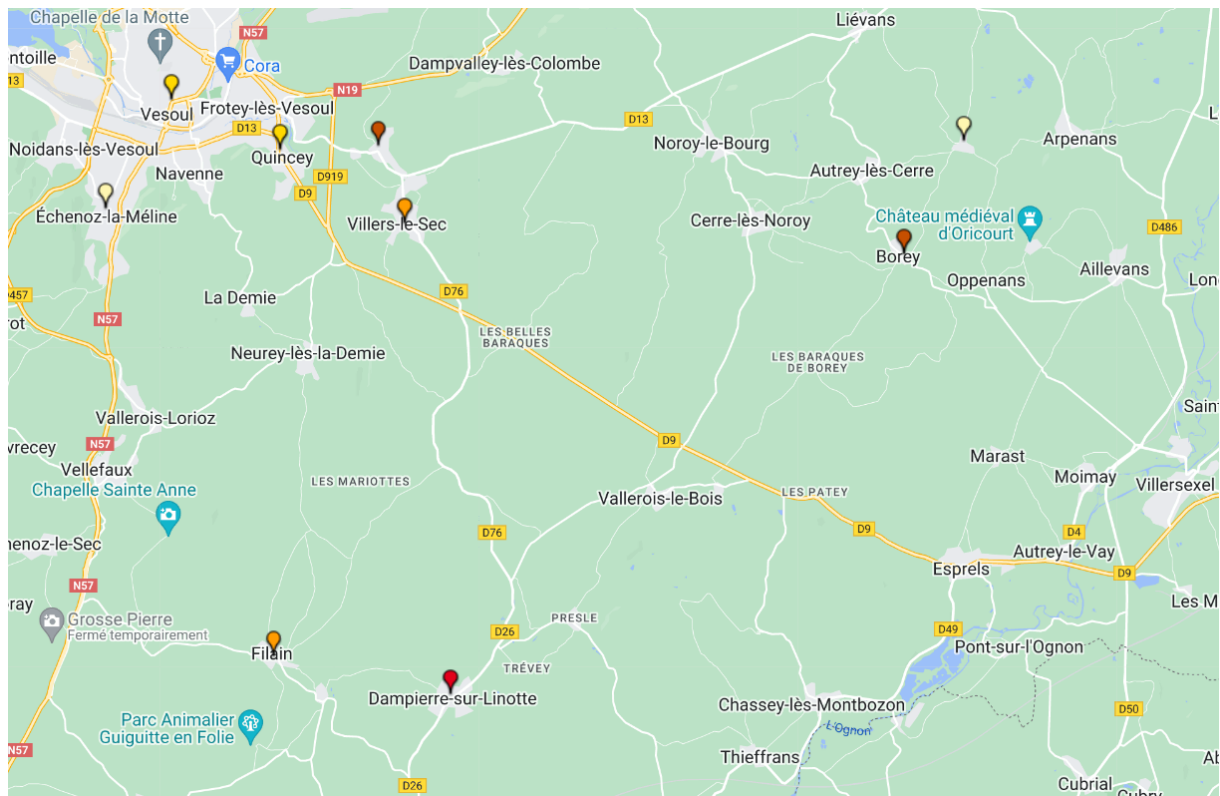 Chapelle de la Motte
N57
Liévans
Cora
Dampvalley-lès-Colombe
13
N19
Vesoul
Frotey-lès-Vesoul
D13
D13
Noidans-lès-Vesoul
Quincey
Noroy-le-Bourg
Arpenans
Navenne
D919
D9
Autrey-lès-Cerre
Échenoz-la-Méline
Villers-le-Sec
Cerre-lès-Noroy
Château médiéval
d'Oricourt
D486
Borey
Aillevans
Oppenans
La Demie
D76
D457
N57
LES BELLES
BARAQUES
Neurey-lès-la-Demie
LES BARAQUES
DE BOREY
Vallerois-Lorioz
Saint
N57
D9
vrecey
Marast
Vellefaux
Moimay
Villersexel
LES MARIOTTES
Chapelle Sainte Anne
Vallerois-le-Bois
LES PATEY
D76
D9
D4
henoz-le-Sec
Autrey-le-Vay
Esprels
D9
N57
Les M
ray
Grosse Pierre
Fermé temporairement
PRESLE
D26
D49
Filain
Pont-sur-l'Ognon
TRÉVEY
Dampierre-sur-Linotte
Chassey-lès-Montbozon
D50
Parc Animalier
Guiguitte en Folie
L'Ognon
N57
Thieffrans
D26
Cubrial